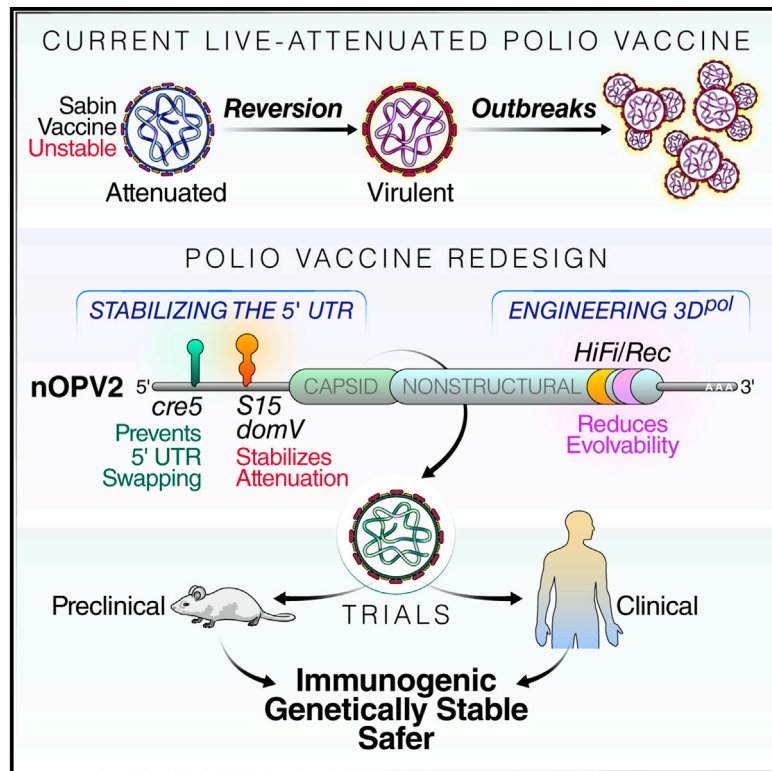 CURRENT LIVE-ATTENUATED POLIO VACCINE
Sabin
Vaccine
Unstable
Reversion
Outbreaks
Attenuated
Virulent
POLIO VACCINE REDESIGN
STABILIZING THE 5' UTR
ENGINEERING 3Dpol
HiFi/Rec
nOPV2
5'
CAPSID
NONSTRUCTURAL
AAA
3'
cre5
Prevents
5' UTR
Swapping
S15
domV
Stabilizes
Attenuation
Reduces
Evolvability
Preclinical
TRIALS
Clinical
Immunogenic
Genetically Stable
Safer